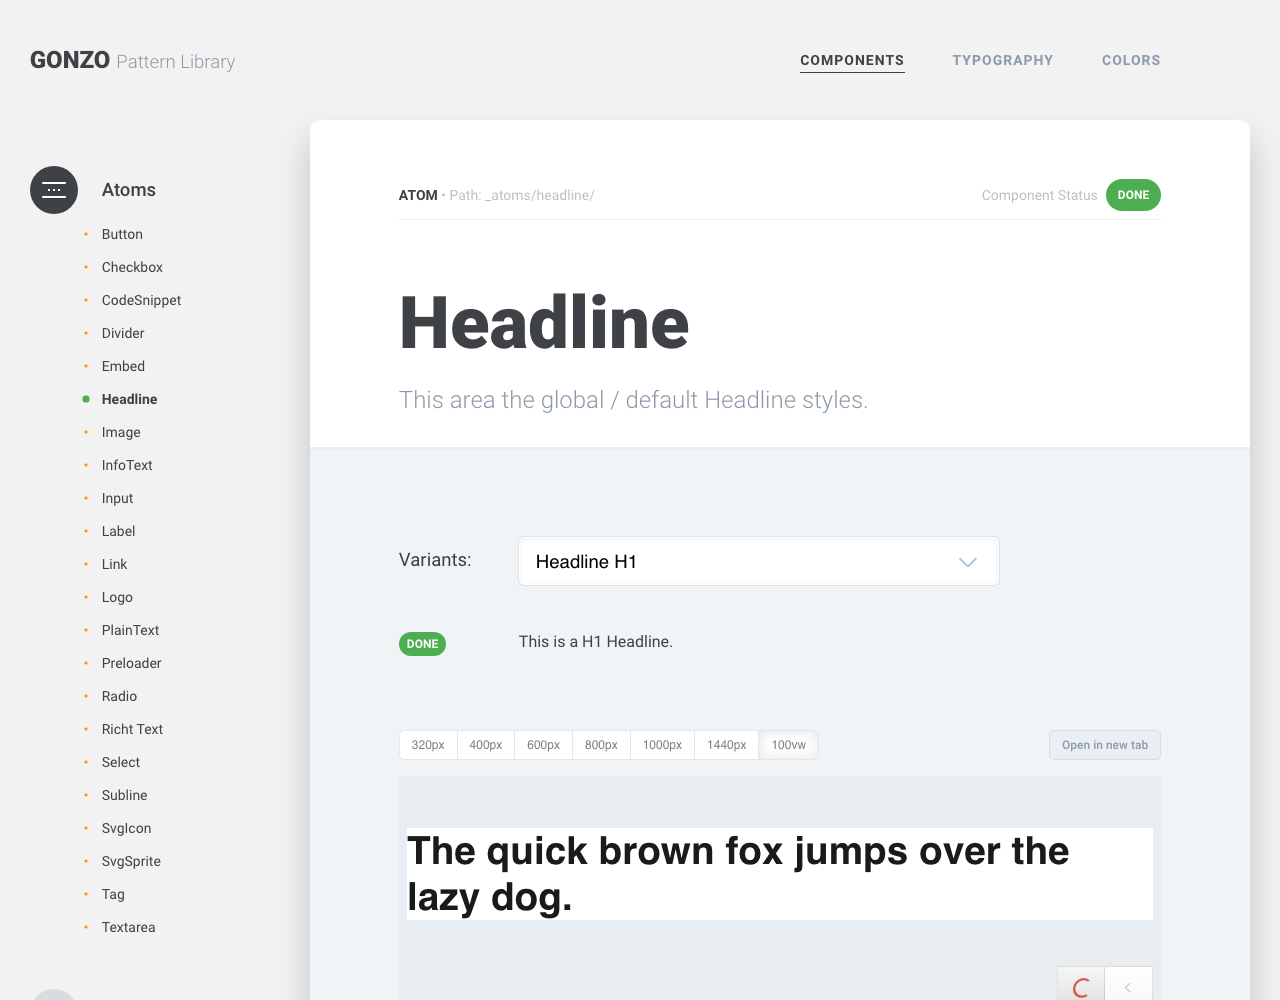 GONZO Pattern Library
COMPONENTS
TYPOGRAPHY
COLORS
Atoms
Button
Checkbox
CodeSnippet
Divider
Embed
Headline
Image
InfoText
Input
Label
Link
Logo
PlainText
Preloader
Radio
Richt Text
Select
Subline
SvgIcon
SvgSprite
Tag
Textarea
ATOM • Path: _atoms/headline/
Component Status DONE
Headline
This area the global / default Headline styles.
Variants: Headline H1
DONE This is a H1 Headline.
320px 400px 600px 800px 1000px 1440px 100vw
Open in new tab
The quick brown fox jumps over the
lazy dog.